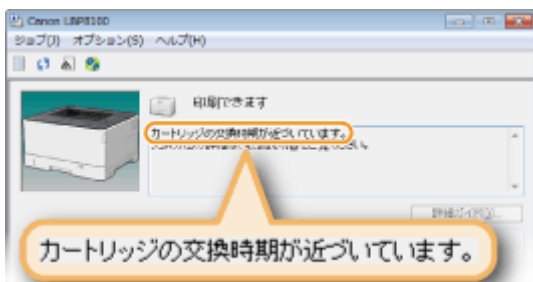 Canon LBP8100
ジョブ(J) オプション(S) ヘルプ(H)
印刷できます
カートリッジの交換時期が近づいています。
カートリッジの交換時期が近づいています。